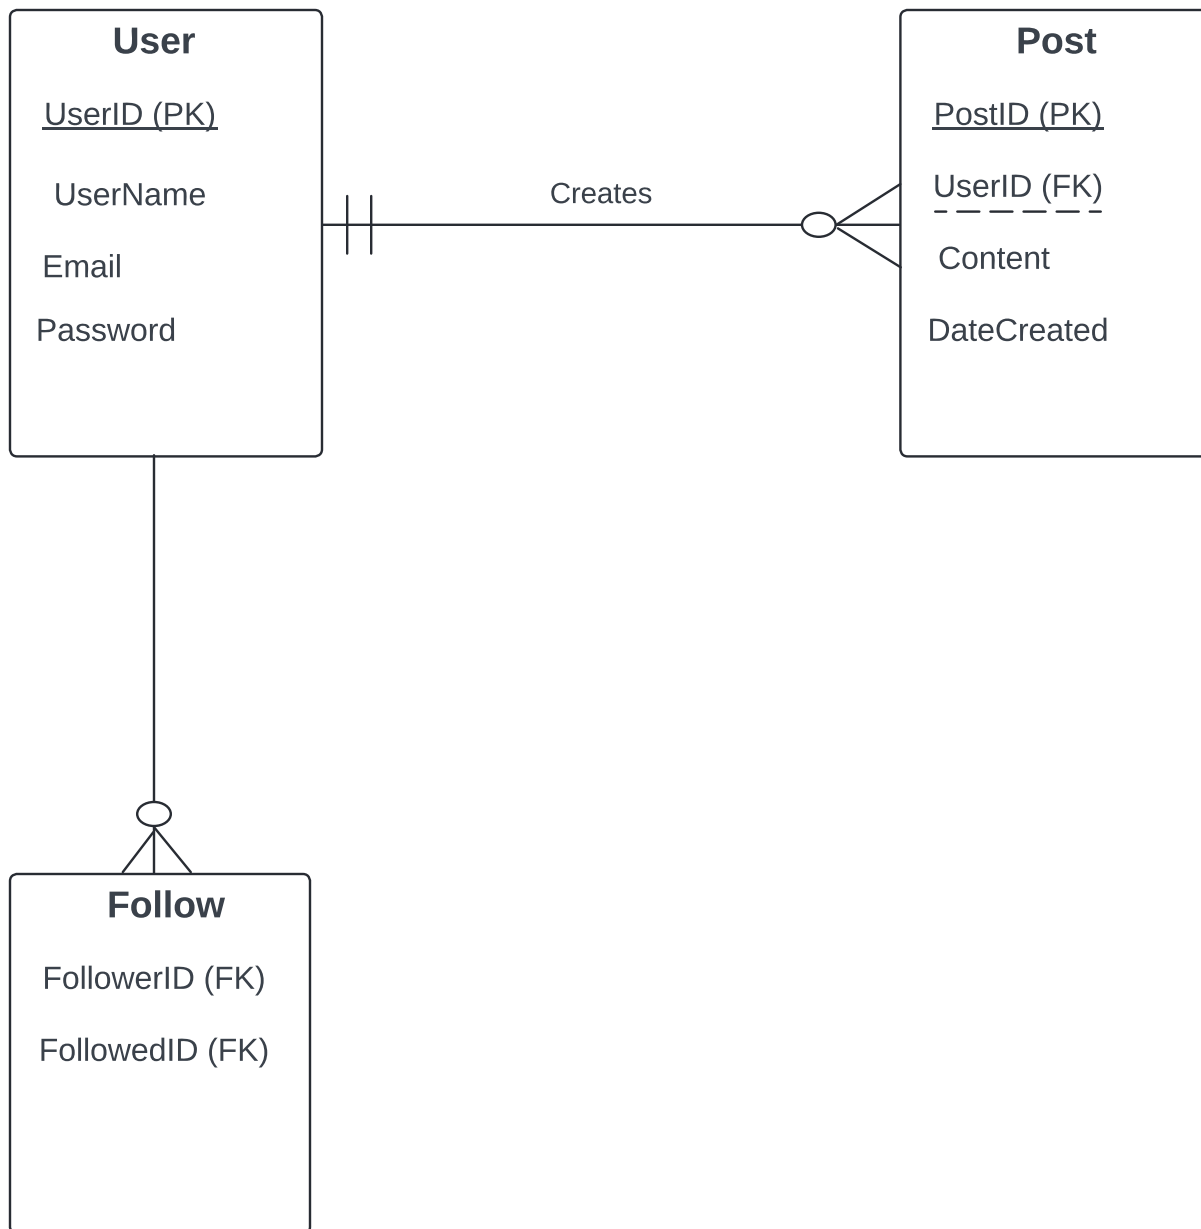 User
UserID (PK)
UserName
Email
Password
Creates
Post
PostID (PK)
UserID (FK)
Content
DateCreated
Follow
FollowerID (FK)
FollowedID (FK)